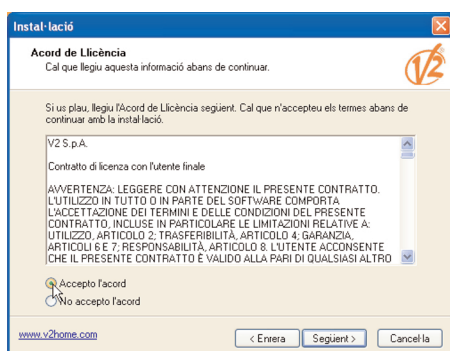 Instal·lació
Acord de Llicència
Cal que llegiu aquesta informació abans de continuar.
V2
Si us plau, llegiu l'Acord de Llicència següent. Cal que n'accepteu els termes abans de
continuar amb la instal·lació.
V2 S.p.A.
Contratto di licenza con l'utente finale
AVVERTENZA: LEGGERE CON ATTENZIONE IL PRESENTE CONTRATTO.
L'UTILIZZO IN TUTTO O IN PARTE DEL SOFTWARE COMPORTA
L'ACCETTAZIONE DEI TERMINI E DELLE CONDIZIONI DEL PRESENTE
CONTRATTO, INCLUSE IN PARTICOLARE LE LIMITAZIONI RELATIVE A:
UTILIZZO, ARTICOLO 2; TRASFERIBILITÀ, ARTICOLO 4; GARANZIA,
ARTICOLI 6 E 7; RESPONSABILITÀ, ARTICOLO 8. L'UTENTE ACCONSENTE
CHE IL PRESENTE CONTRATTO È VALIDO ALLA PARI DI QUALSIASI ALTRO
Accepto l'acord
No accepto l'acord
www.v2home.com
< Enrera
Següent >
Cancel·la